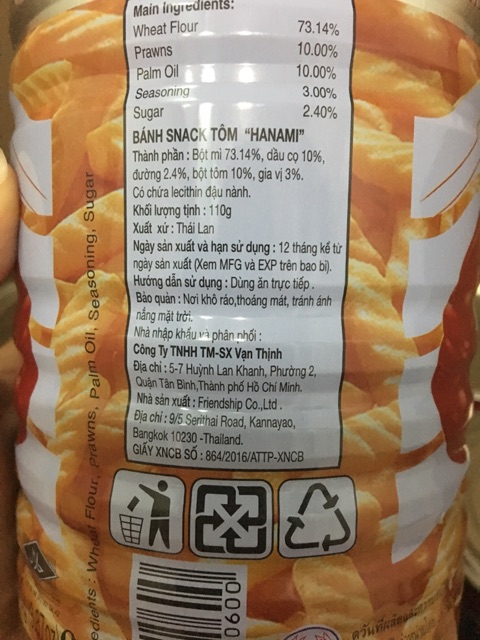 Main Ingredients:
Wheat Flour 73.14%
Prawns 10.00%
Palm Oil 10.00%
Seasoning 3.00%
Sugar 2.40%
BÁNH SNACK TÔM "HANAMI"
Thành phần : Bột mì 73.14%, dầu cọ 10%,
đường 2.4%, bột tôm 10%, gia vị 3%.
Có chứa lecithin đậu nành.
Khối lượng tịnh : 110g
Xuất xứ : Thái Lan
Ngày sản xuất và hạn sử dụng : 12 tháng kể từ
ngày sản xuất (Xem MFG và EXP trên bao bì).
Hướng dẫn sử dụng : Dùng ăn trực tiếp .
Bảo quản : Nơi khô ráo,thoáng mát, tránh ánh
nắng mặt trời.
Nhà nhập khẩu và phân phối :
Công Ty TNHH TM-SX Vạn Thịnh
Địa chỉ : 5-7 Huỳnh Lan Khanh, Phường 2,
Quận Tân Bình,Thành phố Hồ Chí Minh.
Nhà sản xuất : Friendship Co.,Ltd .
Địa chỉ : 9/5 Serithai Road, Kannayao,
Bangkok 10230 -Thailand.
GIẤY XNCB SỐ : 864/2016/ATTP-XNCB
edients : Wheat Flour, Prawns, Palm Oil, Seasoning, Sugar
0600